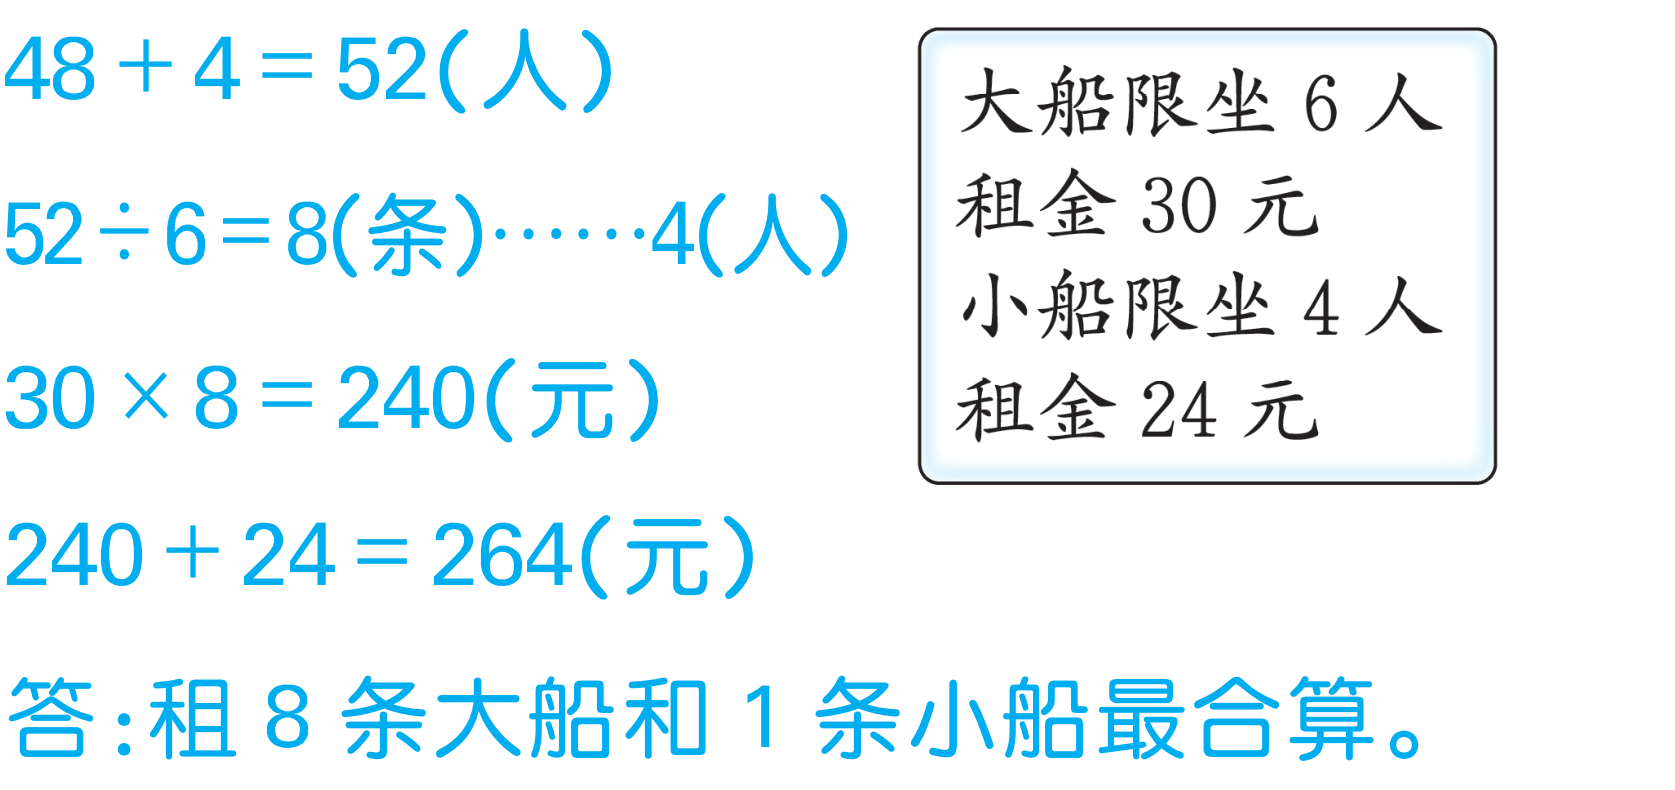 48+4=52(人)
52÷6=8(条)……4(人)
30×8=240(元)
240+24=264(元)
答:租 8 条大船和 1 条小船最合算。
大船限坐 6 人
租金 30 元
小船限坐 4 人
租金 24 元